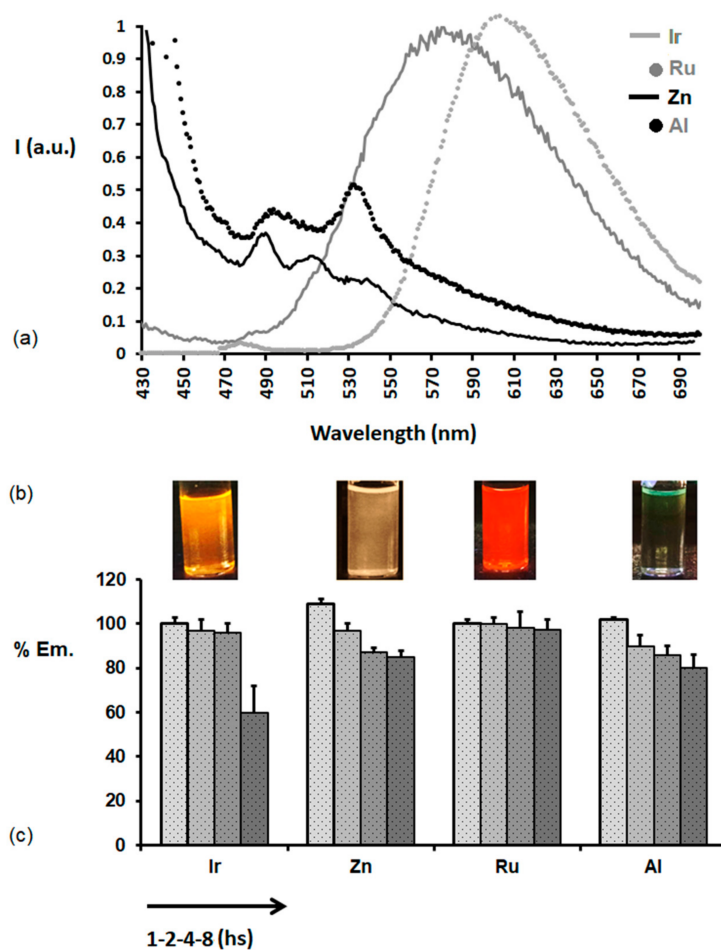 1
0.9
0.8
0.7
0.6
0.5
0.4
0.3
0.2
0.1
0
I (a.u.)
Ir
Ru
Zn
Al
(a)
430 450 470 490 510 530 550 570 590 610 630 650 670 690
Wavelength (nm)
(b)
120
100
80
60
40
20
0
% Em.
(c)
Ir Zn Ru Al
1-2-4-8 (hs)